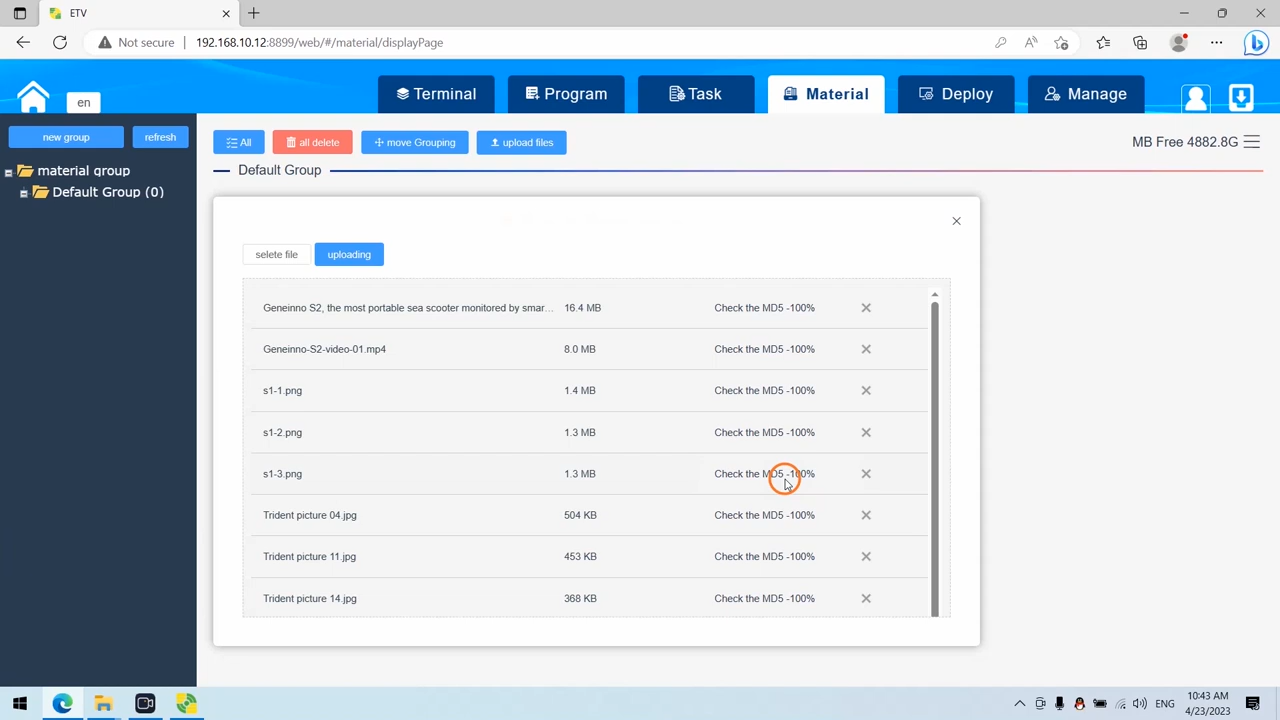 ETV
Not secure 192.168.10.12:8899/web/#/material/displayPage
en
Terminal Program Task Material Deploy Manage
new group refresh
All all delete move Grouping upload files MB Free 4882.8G
material group
Default Group
Default Group (0)
selete file uploading
Geneinno S2, the most portable sea scooter monitored by smar... 16.4 MB Check the MD5 -100%
Geneinno-S2-video-01.mp4 8.0 MB Check the MD5 -100%
s1-1.png 1.4 MB Check the MD5 -100%
s1-2.png 1.3 MB Check the MD5 -100%
s1-3.png 1.3 MB Check the MD5 -100%
Trident picture 04.jpg 504 KB Check the MD5 -100%
Trident picture 11.jpg 453 KB Check the MD5 -100%
Trident picture 14.jpg 368 KB Check the MD5 -100%
ENG 10:43 AM
4/23/2023